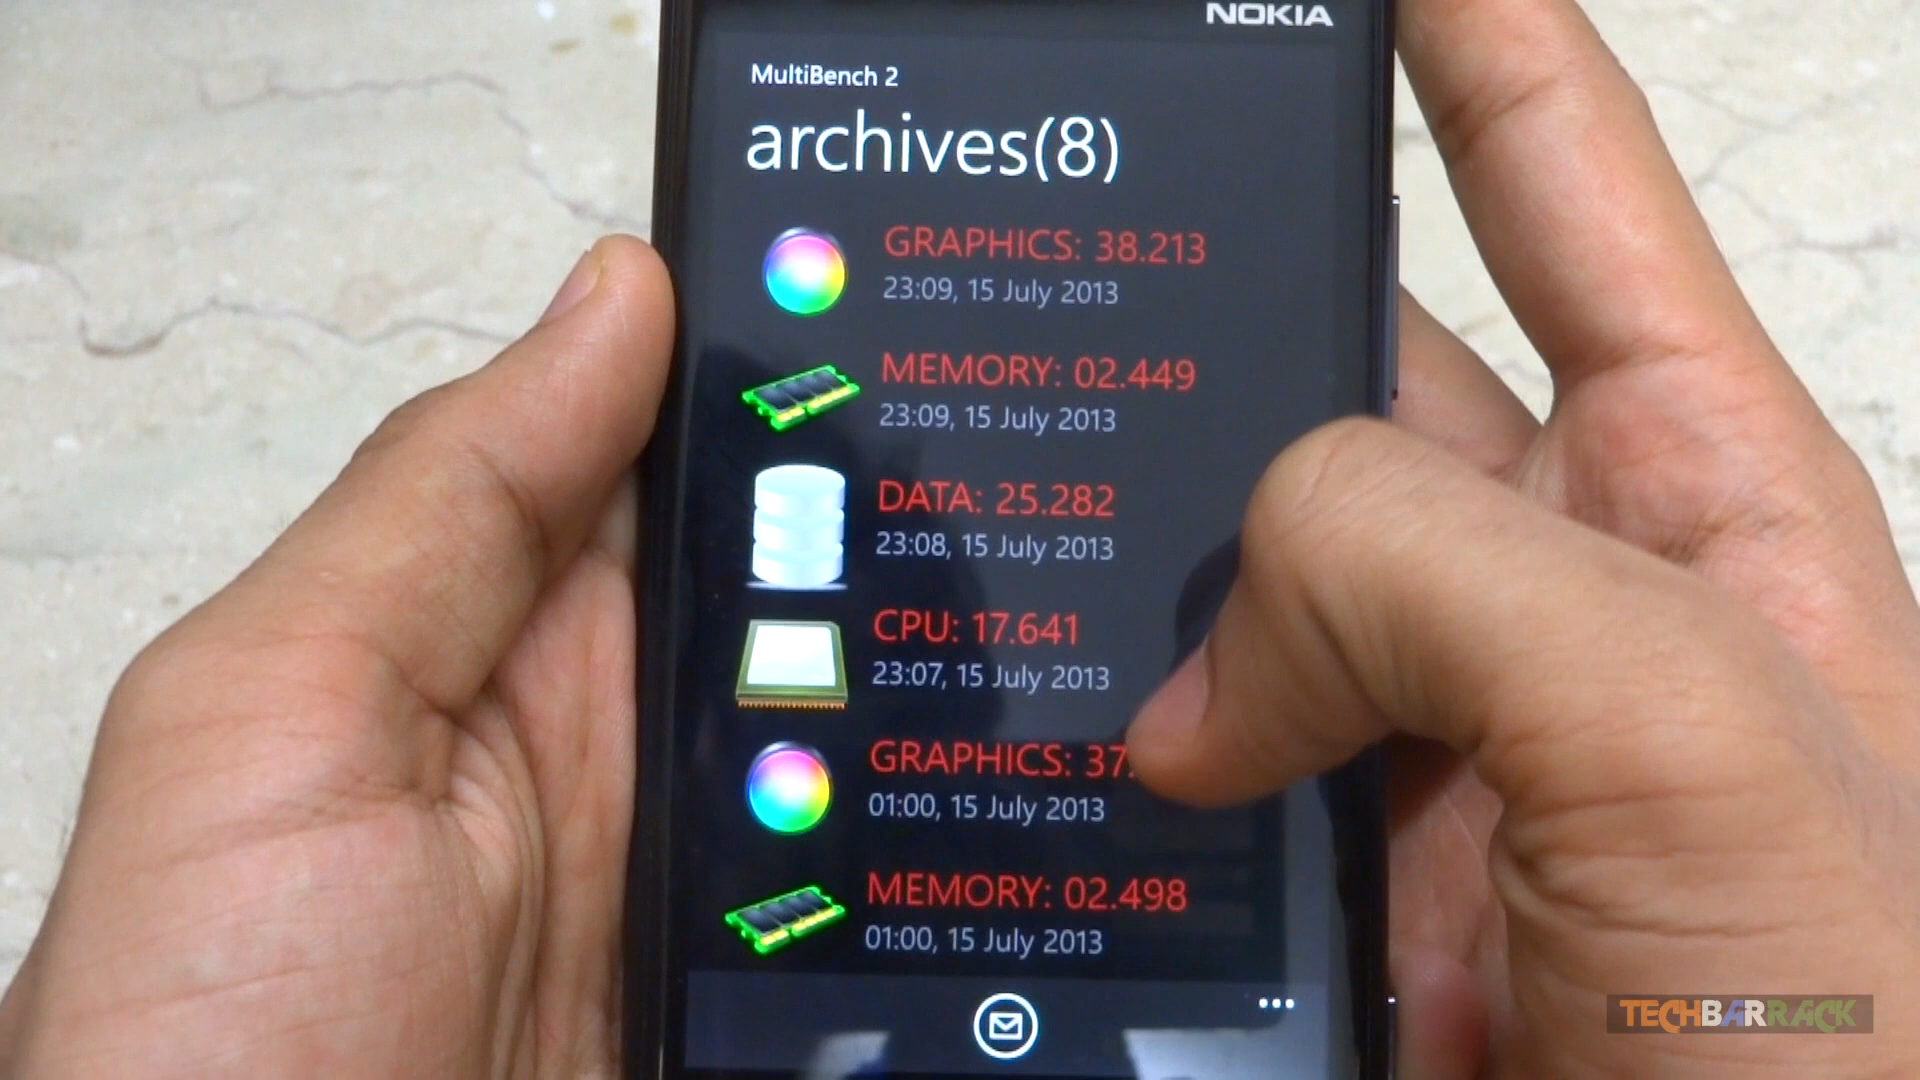 NOKIA
MultiBench 2
archives(8)
GRAPHICS: 38.213
23:09, 15 July 2013
MEMORY: 02.449
23:09, 15 July 2013
DATA: 25.282
23:08, 15 July 2013
CPU: 17.641
23:07, 15 July 2013
GRAPHICS: 37.
01:00, 15 July 2013
MEMORY: 02.498
01:00, 15 July 2013
TECHBARRACK